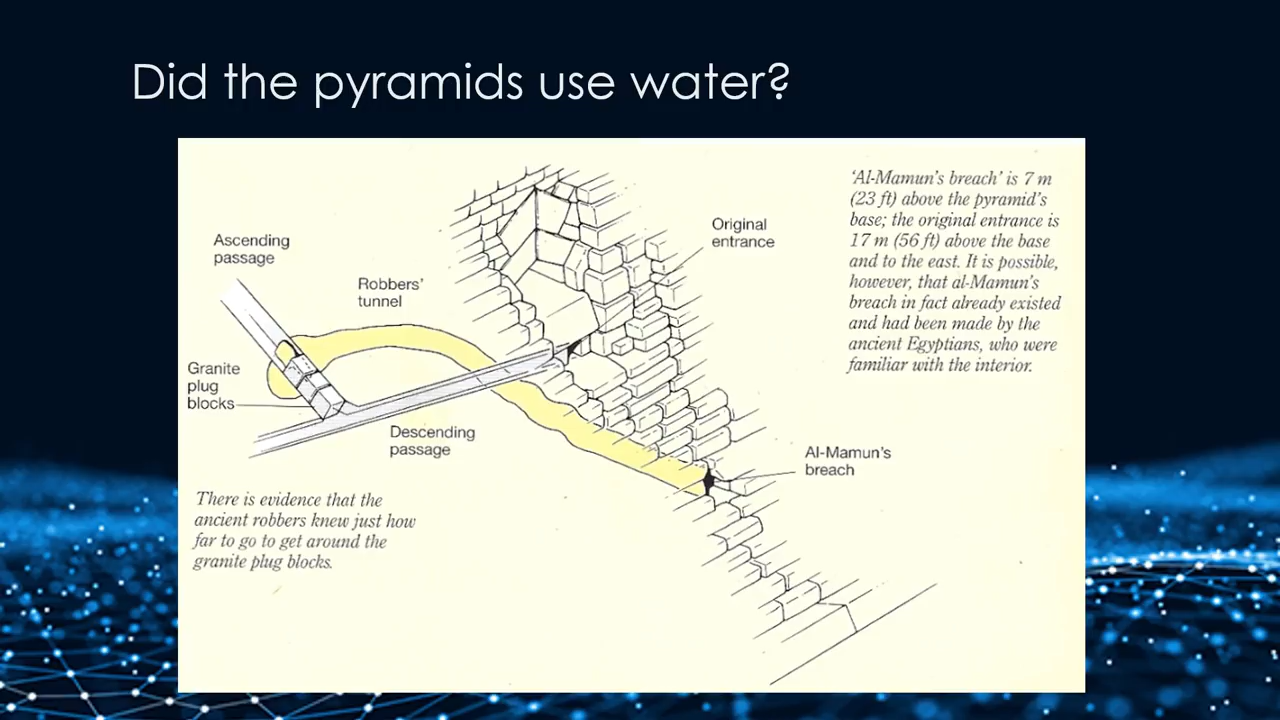 Did the pyramids use water?
'Al-Mamun's breach' is 7 m
(23 ft) above the pyramid's
base; the original entrance is
17 m (56 ft) above the base
and to the east. It is possible,
however, that al-Mamun's
breach in fact already existed
and had been made by the
ancient Egyptians, who were
familiar with the interior.
Original
entrance
Ascending
passage
Robbers'
tunnel
Granite
plug
blocks
Descending
passage
Al-Mamun's
breach
There is evidence that the
ancient robbers knew just how
far to go to get around the
granite plug blocks.